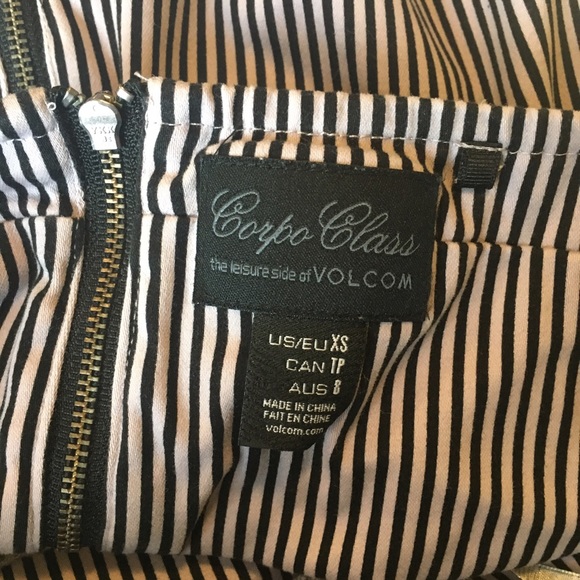 Corpo Class
the leisure side of VOLCOM
US/EU XS
CAN TP
AUS 8
MADE IN CHINA
FAIT EN CHINE
volcom.com